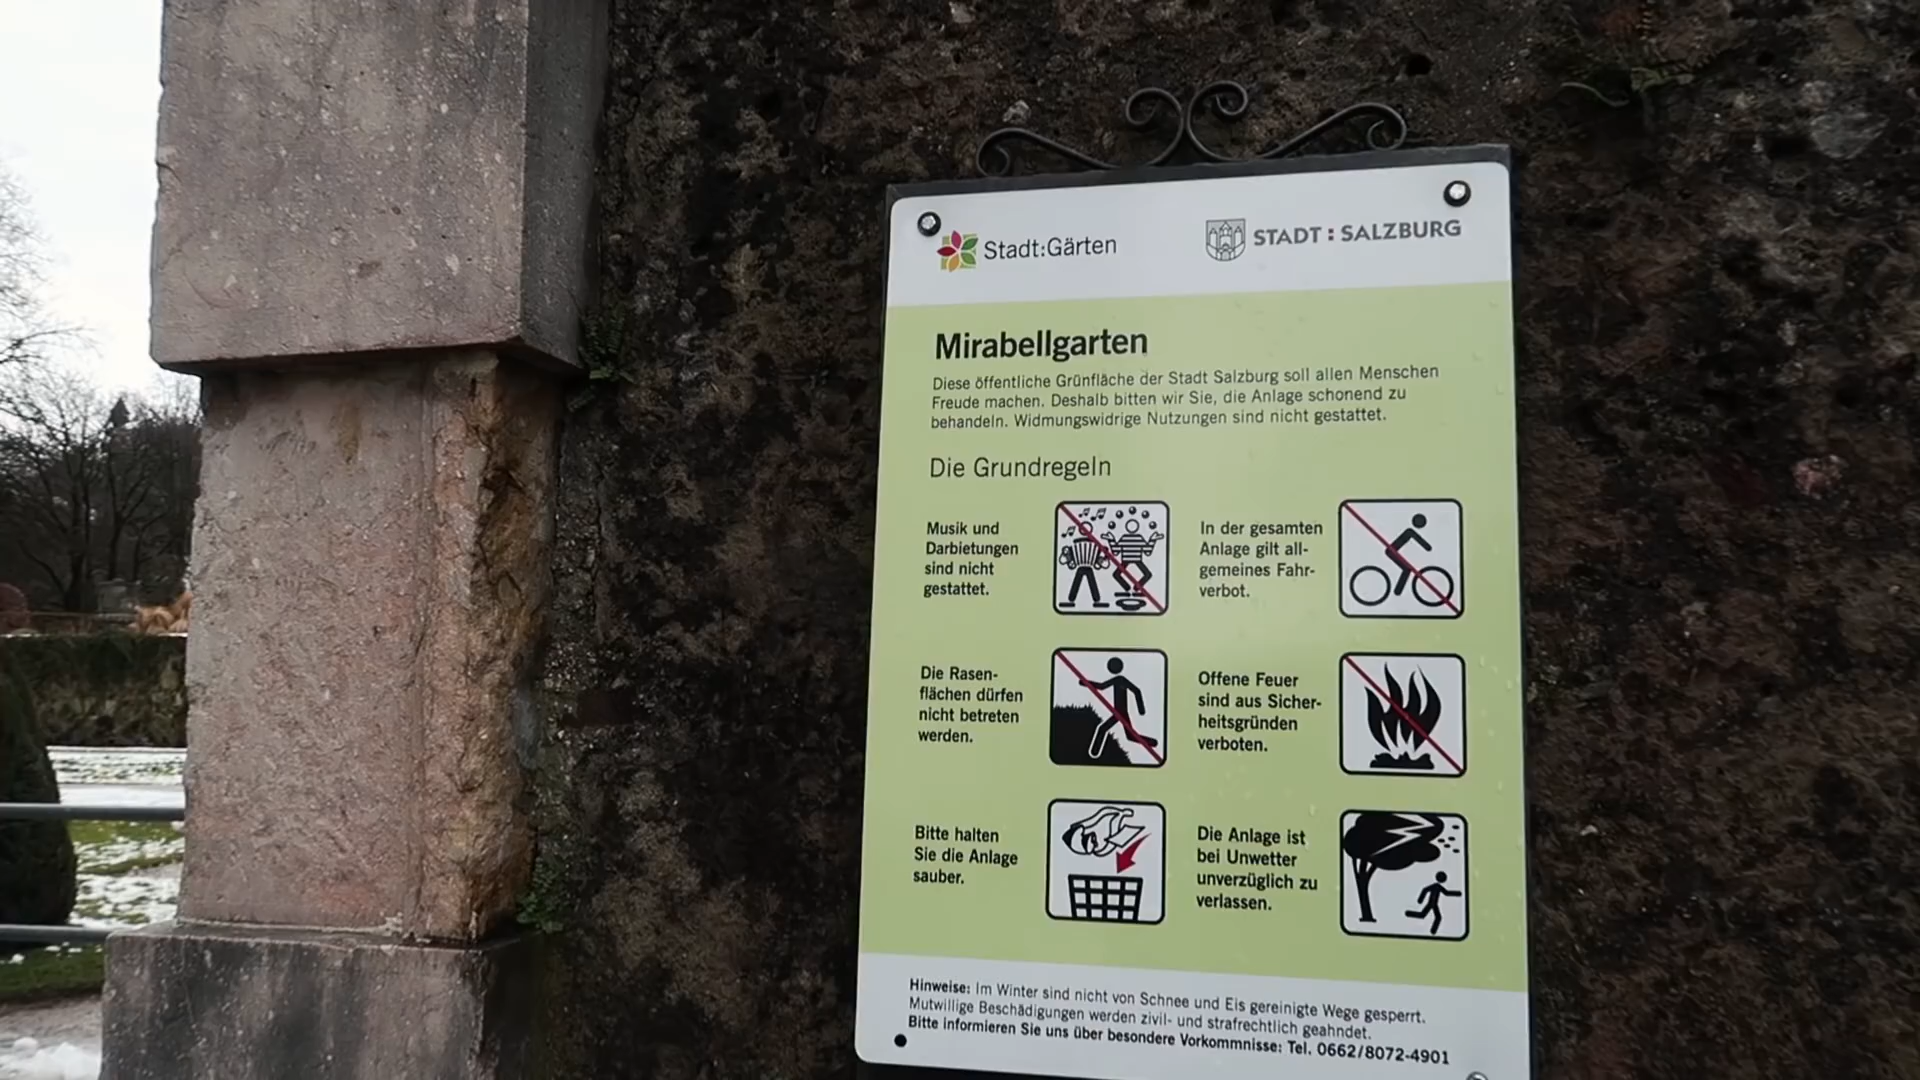 Stadt:Gärten
STADT : SALZBURG
Mirabellgarten
Diese öffentliche Grünfläche der Stadt Salzburg soll allen Menschen
Freude machen. Deshalb bitten wir Sie, die Anlage schonend zu
behandeln. Widmungswidrige Nutzungen sind nicht gestattet.
Die Grundregeln
Musik und
Darbietungen
sind nicht
gestattet.
In der gesamten
Anlage gilt all-
gemeines Fahr-
verbot.
Die Rasen-
flächen dürfen
nicht betreten
werden.
Offene Feuer
sind aus Sicher-
heitsgründen
verboten.
Bitte halten
Sie die Anlage
sauber.
Die Anlage ist
bei Unwetter
unverzüglich zu
verlassen.
Hinweise: Im Winter sind nicht von Schnee und Eis gereinigte Wege gesperrt.
Mutwillige Beschädigungen werden zivil- und strafrechtlich geahndet.
Bitte informieren Sie uns über besondere Vorkommnisse: Tel. 0662/8072-4901